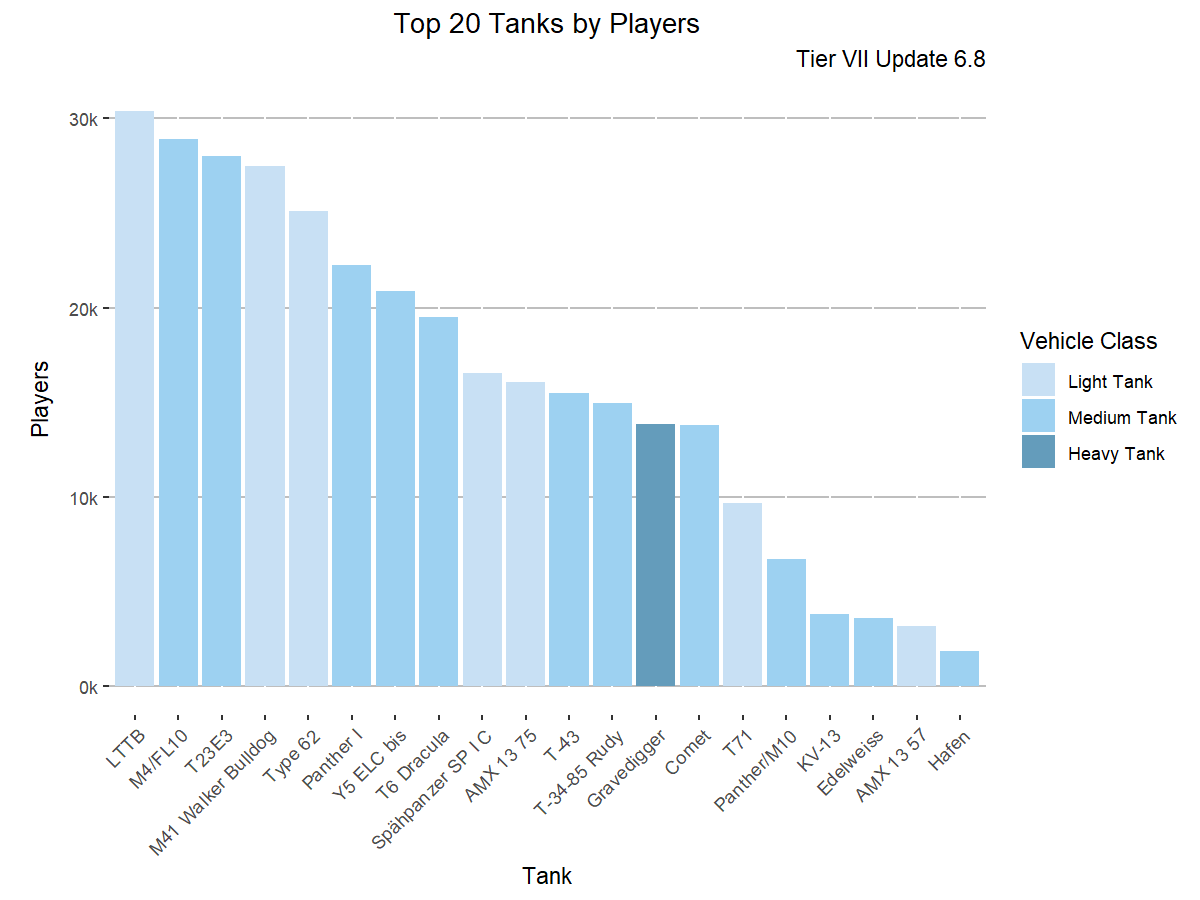 Top 20 Tanks by Players
Tier VII Update 6.8
30k
20k
10k
0k
Players
LTTB
M4/FL10
T23E3
M41 Walker Bulldog
Type 62
Panther I
Y5 ELC bis
T6 Dracula
Spähpanzer SP I C
AMX 13 75
T-43
T-34-85 Rudy
Gravedigger
Comet
T71
Panther/M10
KV-13
Edelweiss
AMX 13 57
Hafen
Tank
Vehicle Class
Light Tank
Medium Tank
Heavy Tank